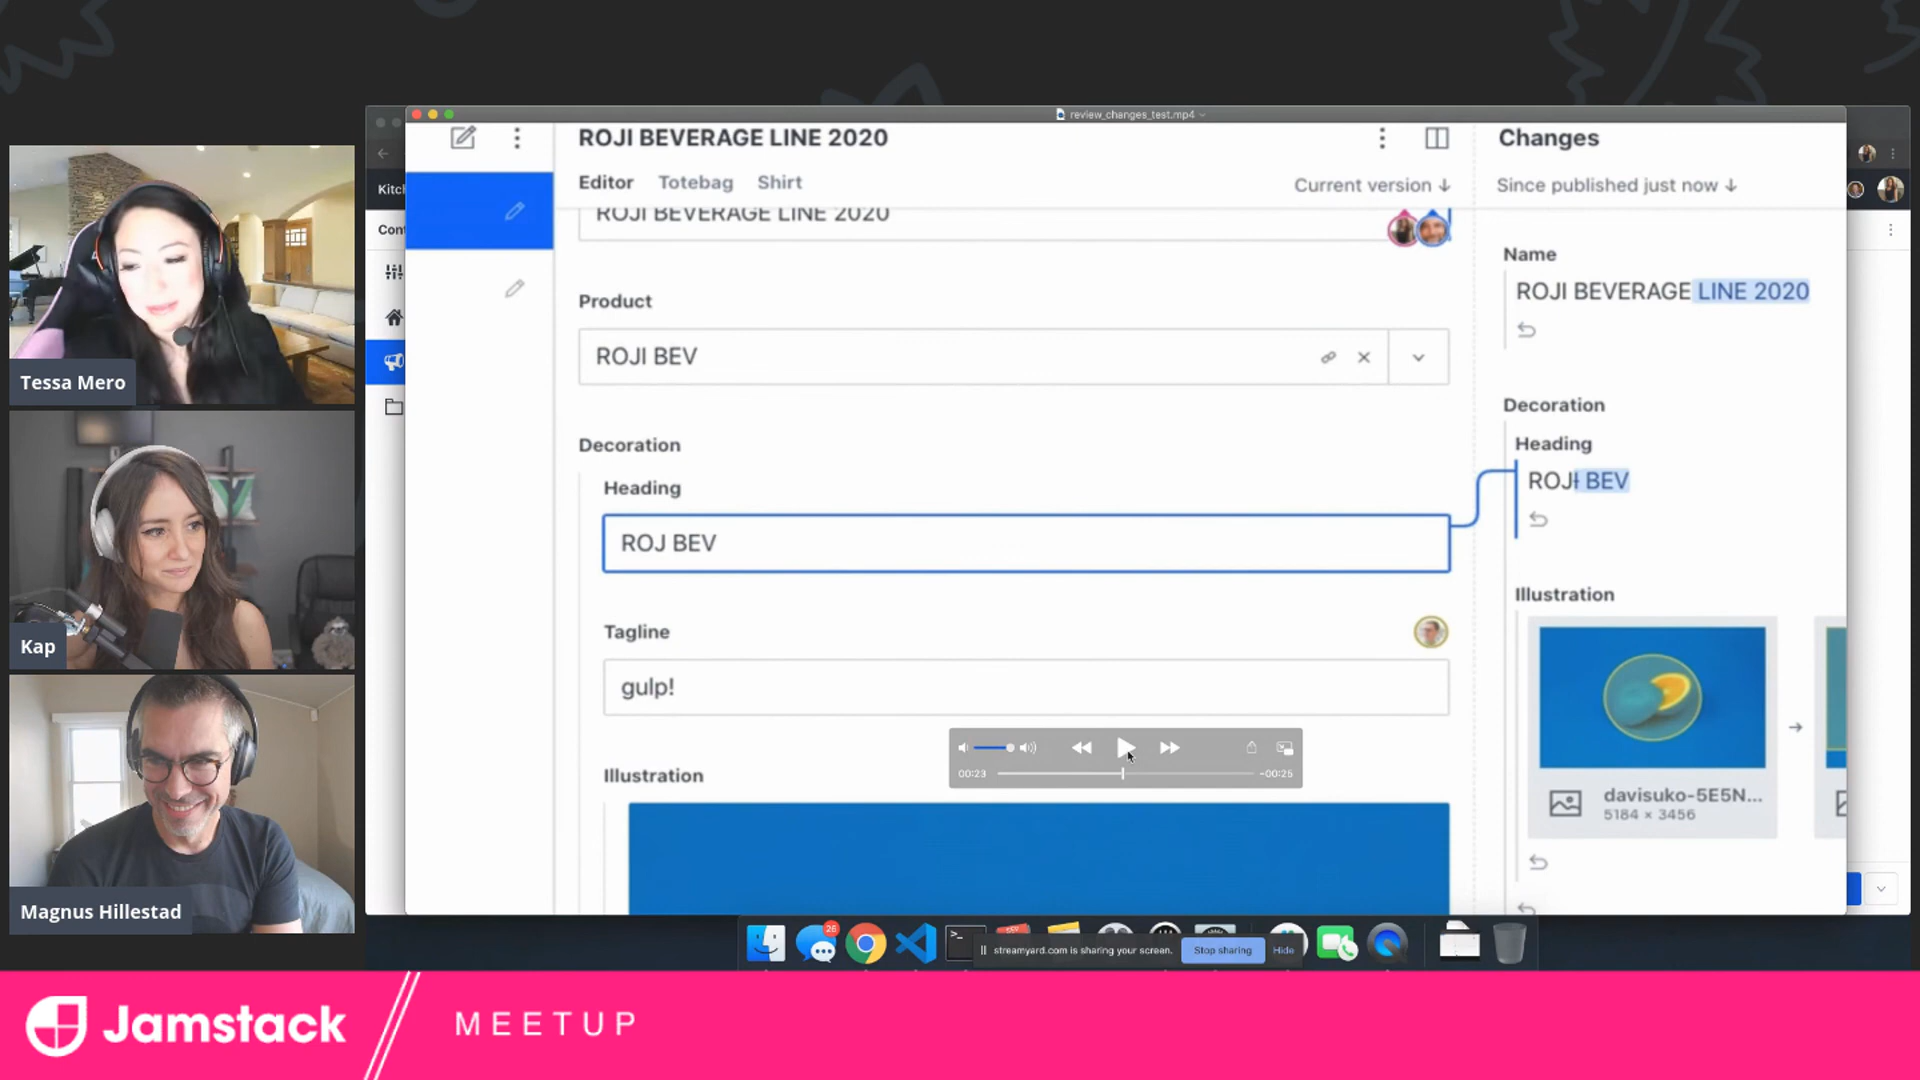 review_changes_test.mp4
ROJI BEVERAGE LINE 2020
Changes
Editor
Totebag
Shirt
Current version ↓
Since published just now ↓
ROJI BEVERAGE LINE 2020
Name
ROJI BEVERAGE LINE 2020
Product
ROJI BEV
Decoration
Heading
ROJ BEV
Tagline
gulp!
Illustration
Decoration
Heading
ROJI BEV
Illustration
davisuko-5E5N...
5184 × 3456
00:23
-00:25
Kitch
Cont
Tessa Mero
Kap
Magnus Hillestad
26
streamyard.com is sharing your screen.
Stop sharing
Hide
Jamstack
MEETUP